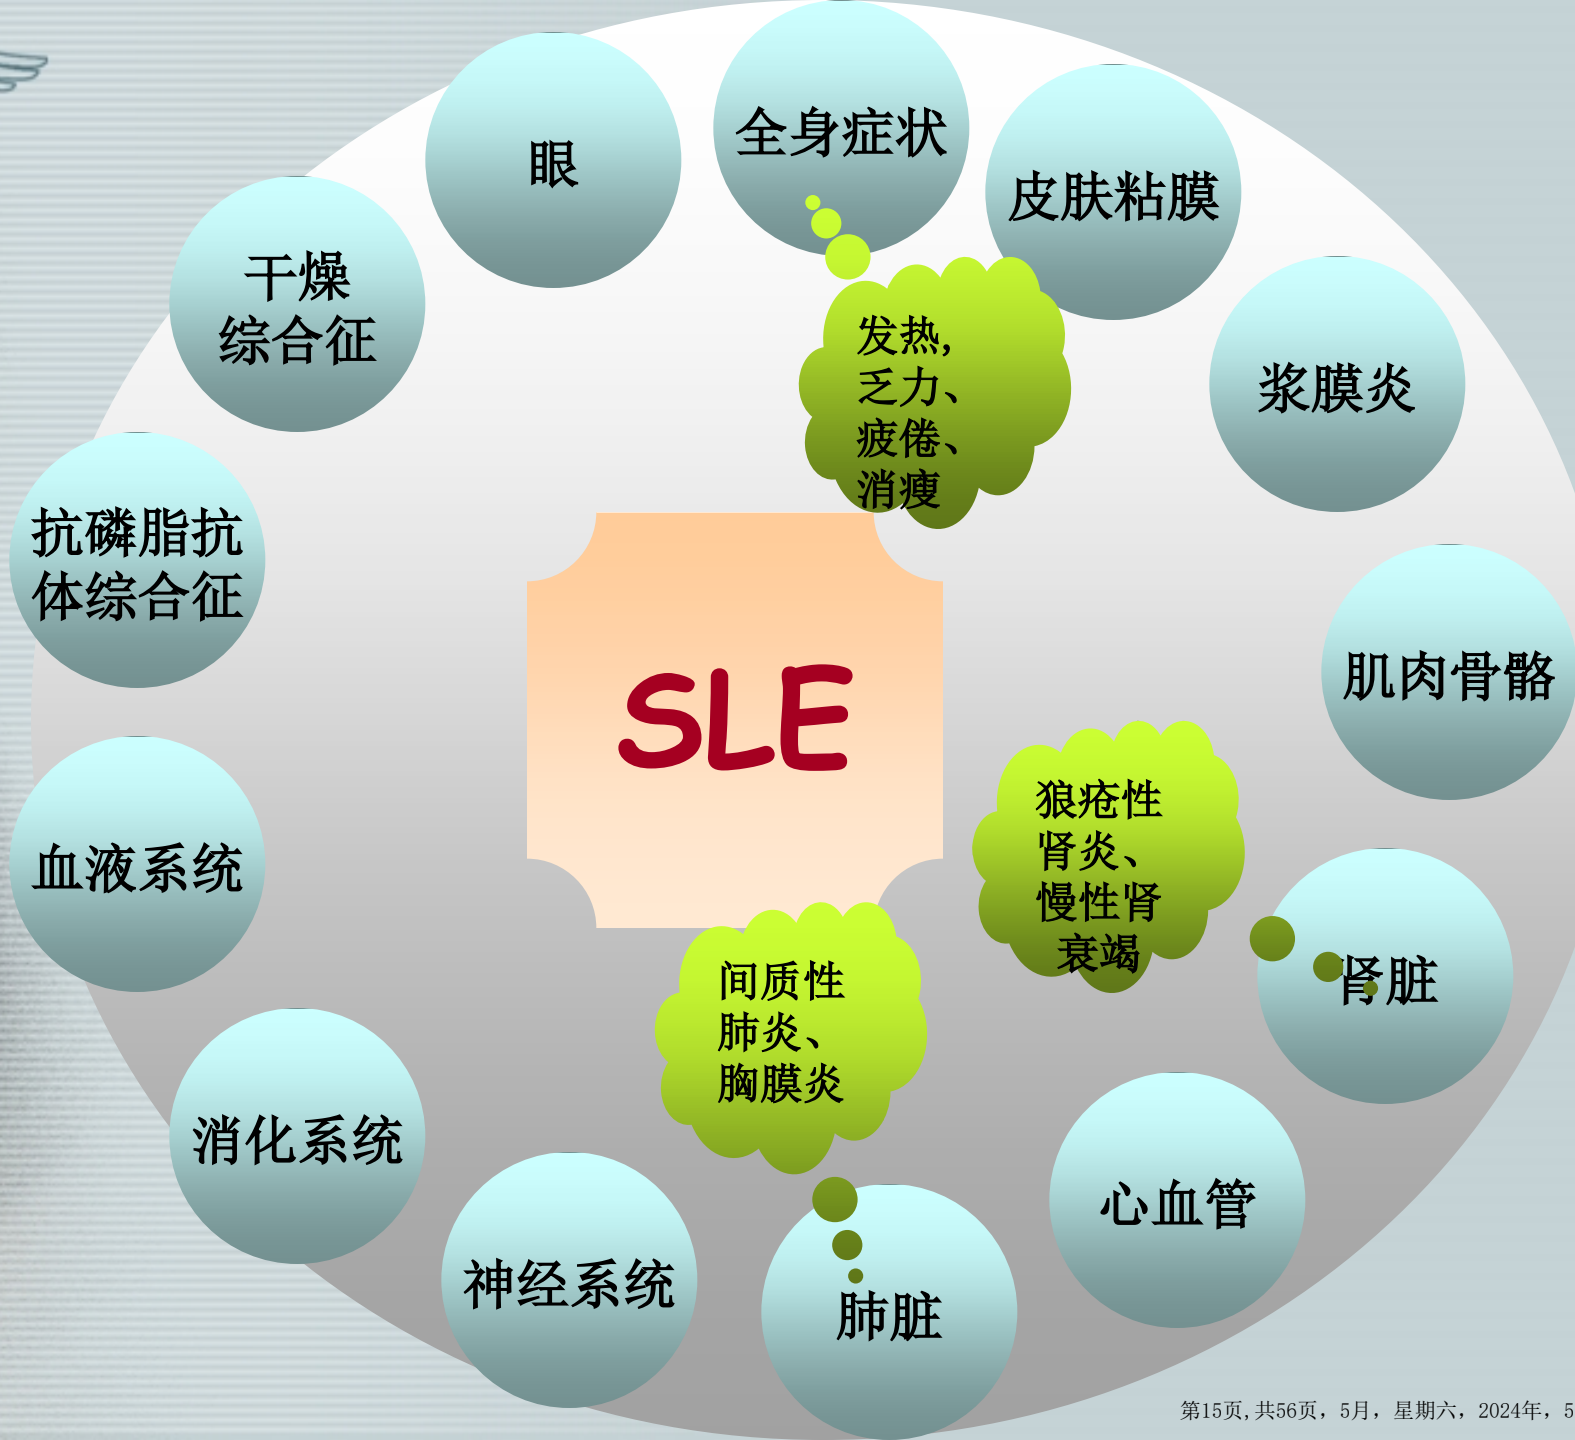 眼
全身症状
皮肤粘膜
干燥
综合征
发热,
乏力、
疲倦、
消瘦
浆膜炎
抗磷脂抗
体综合征
SLE
肌肉骨骼
狼疮性
肾炎、
慢性肾
衰竭
血液系统
肾脏
间质性
肺炎、
胸膜炎
消化系统
心血管
神经系统
肺脏
第15页,共56页，5月，星期六，2024年，5